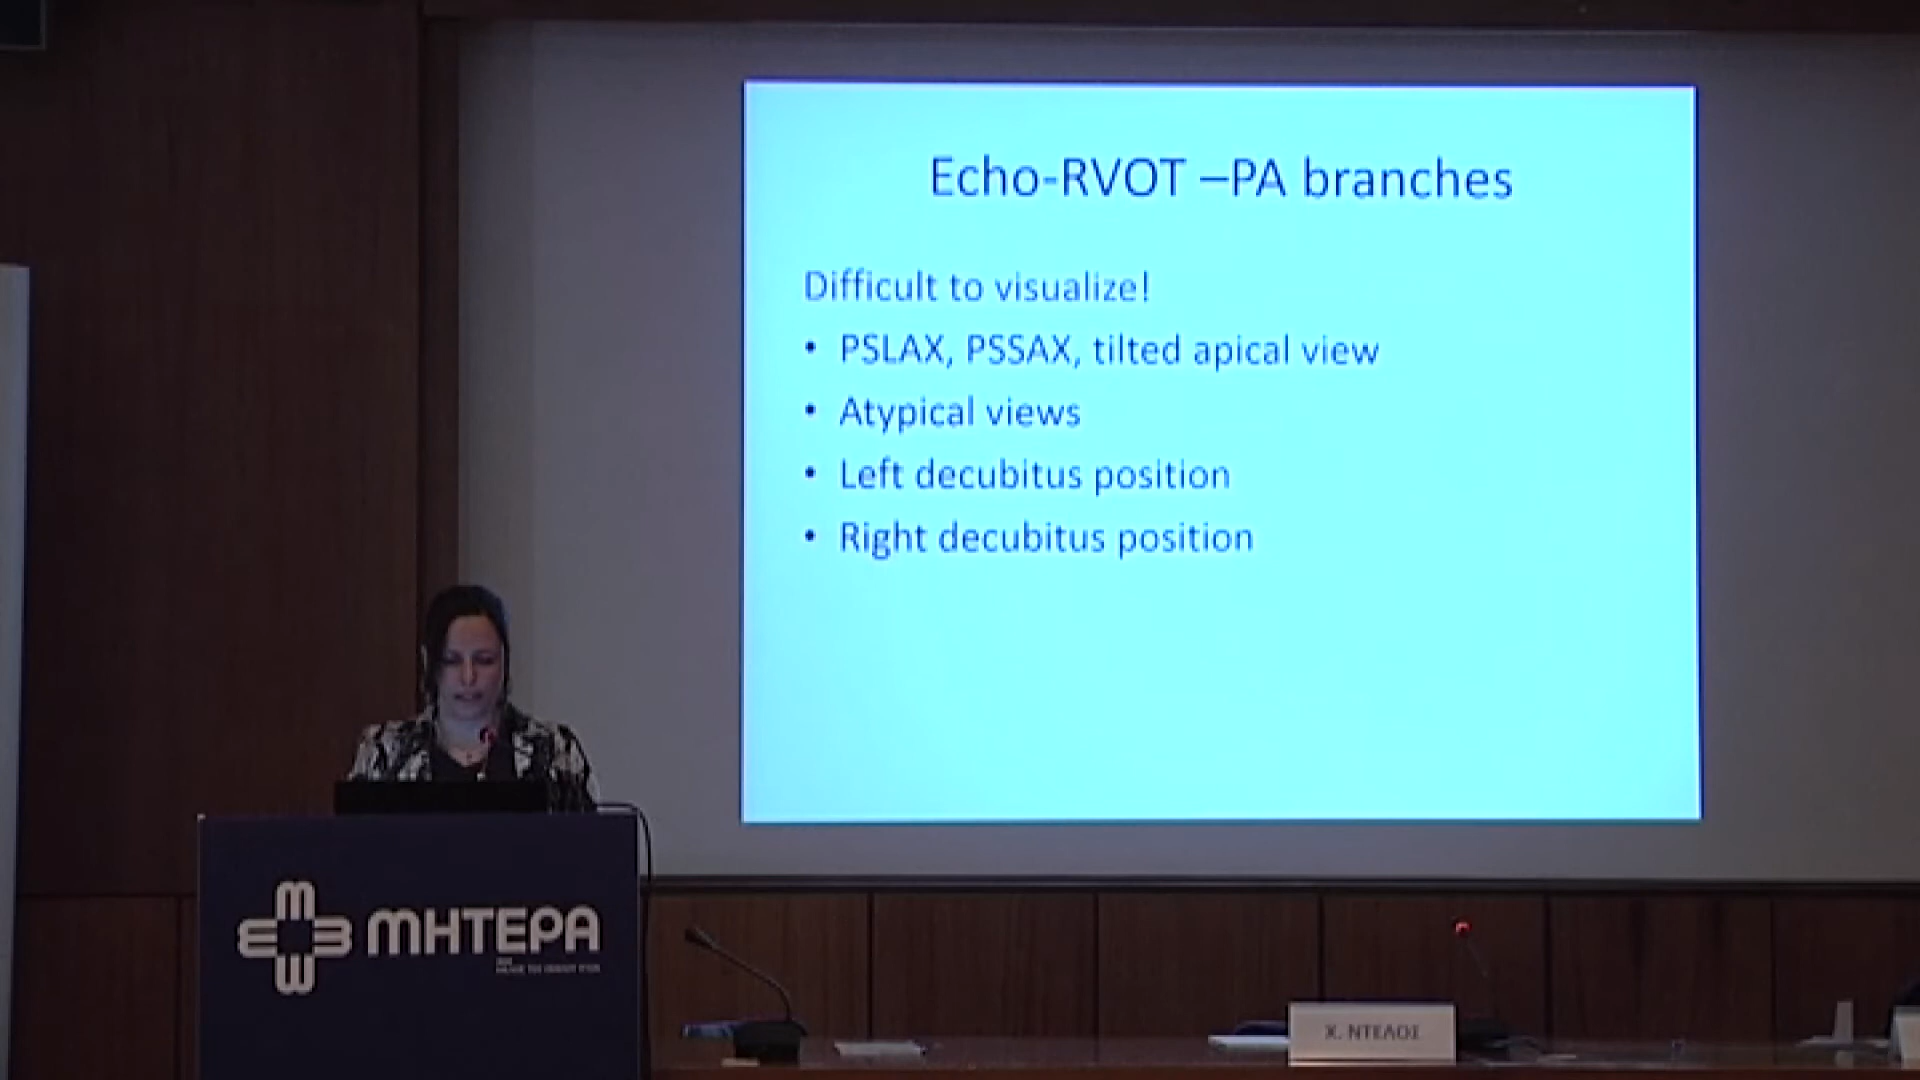 Echo-RVOT –PA branches
Difficult to visualize!
• PSLAX, PSSAX, tilted apical view
• Atypical views
• Left decubitus position
• Right decubitus position
ΜΗΤΕΡΑ
Χ. ΝΤΕΛΟΣ